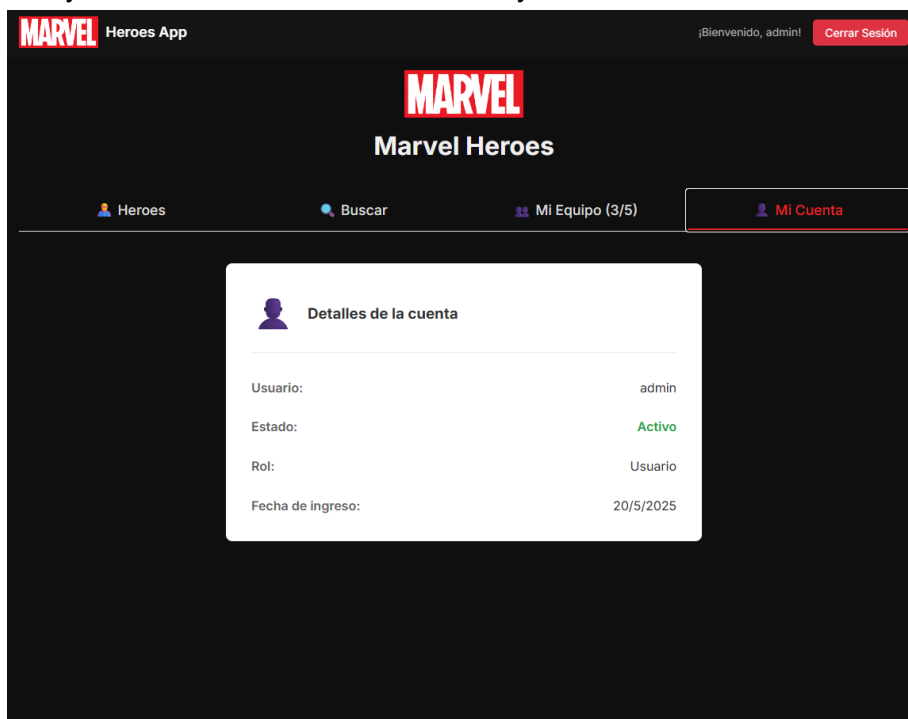 MARVEL Heroes App ¡Bienvenido, admin! Cerrar Sesión
MARVEL
Marvel Heroes
Heroes Buscar Mi Equipo (3/5) Mi Cuenta
Detalles de la cuenta
Usuario: admin
Estado: Activo
Rol: Usuario
Fecha de ingreso: 20/5/2025